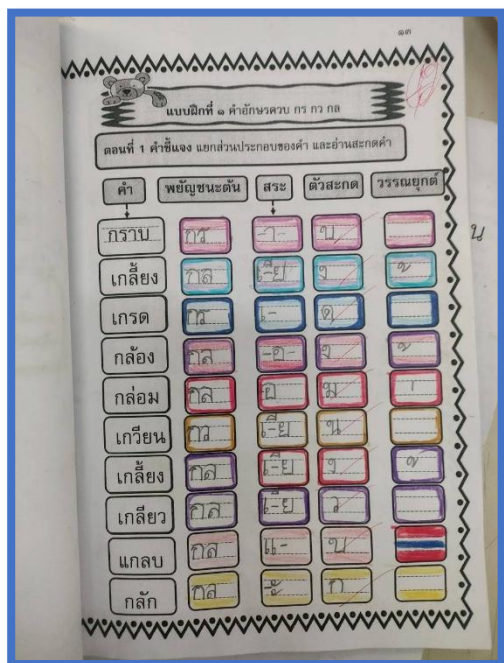 ๑๓
แบบฝึกที่ ๑ คำอักษรควบ กร กว กล
ตอนที่ 1 คำชี้แจง แยกส่วนประกอบของคำ และอ่านสะกดคำ
คำ พยัญชนะต้น สระ ตัวสะกด วรรณยุกต์
กราบ กร -า- บ
เกลี้ยง กล เ-ีย ง ้
เกรด กร เ- ด
กล้อง กล -อ- ง ้
กล่อม กล -อ ม ่
เกวียน กว เ-ีย น
เกลี้ยง กล เ-ีย ง ้
เกลียว กล เ-ีย ว
แกลบ กล แ- บ
กลัก กล -ั ก
น